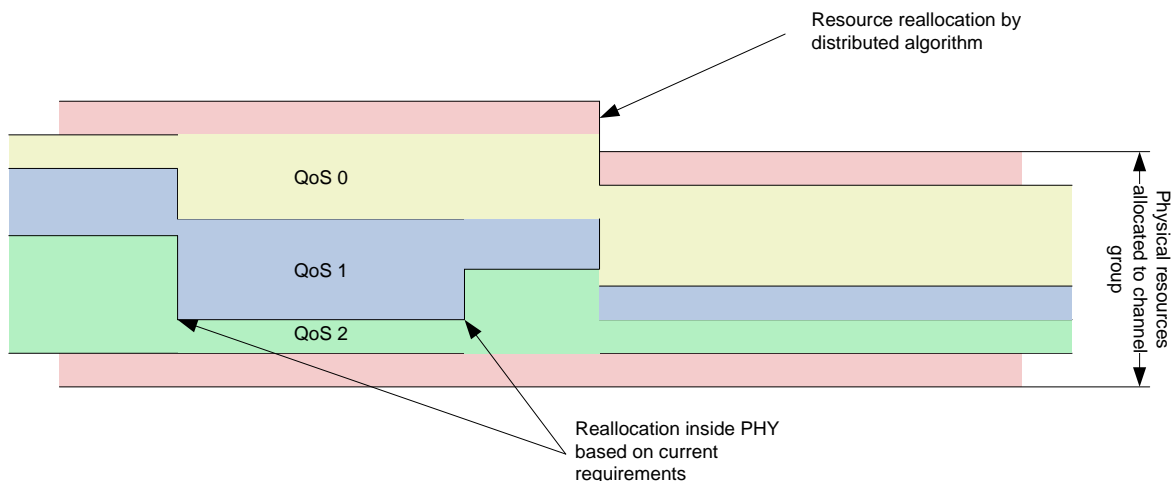 Resource reallocation by
distributed algorithm
QoS 0
QoS 1
QoS 2
Physical resources
allocated to channel
group
Reallocation inside PHY
based on current
requirements